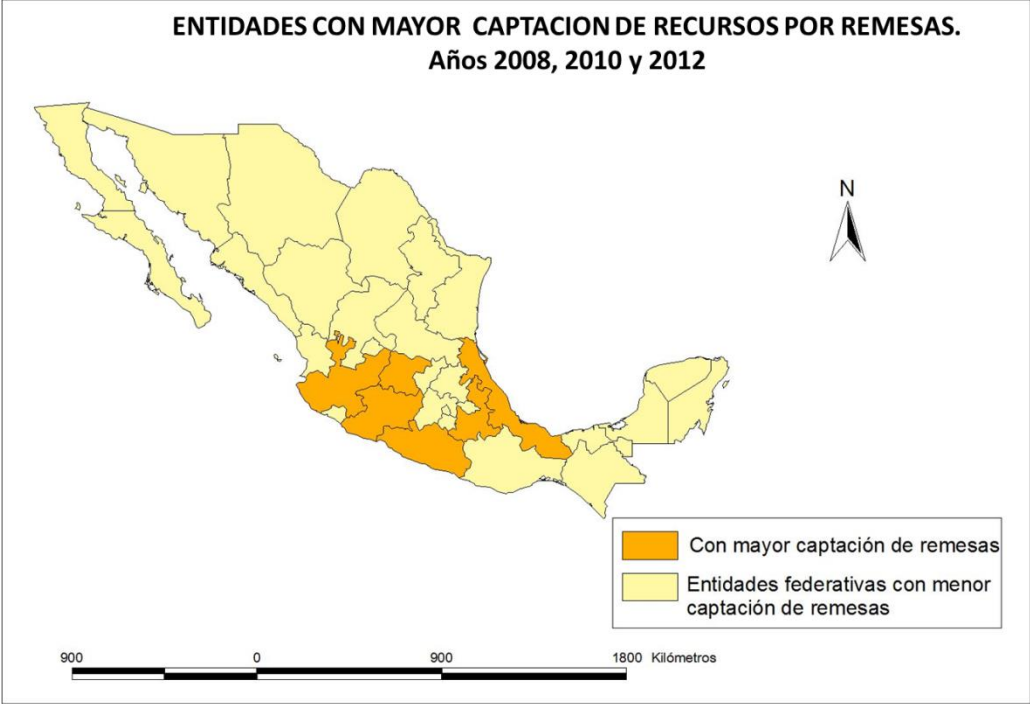 ENTIDADES CON MAYOR CAPTACION DE RECURSOS POR REMESAS.
Años 2008, 2010 y 2012
N
Con mayor captación de remesas
Entidades federativas con menor
captación de remesas
900 0 900 1800 Kilómetros